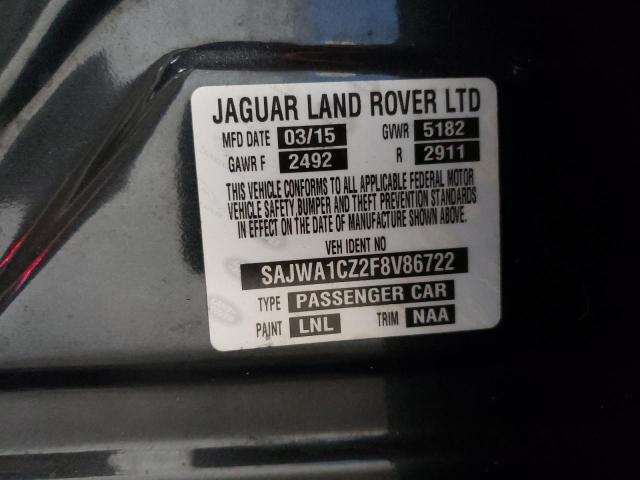 JAGUAR LAND ROVER LTD
MFD DATE 03/15 GVWR 5182
GAWR F 2492 R 2911
THIS VEHICLE CONFORMS TO ALL APPLICABLE FEDERAL MOTOR
VEHICLE SAFETY, BUMPER AND THEFT PREVENTION STANDARDS
IN EFFECT ON THE DATE OF MANUFACTURE SHOWN ABOVE.
VEH IDENT NO
SAJWA1CZ2F8V86722
TYPE PASSENGER CAR
PAINT LNL TRIM NAA